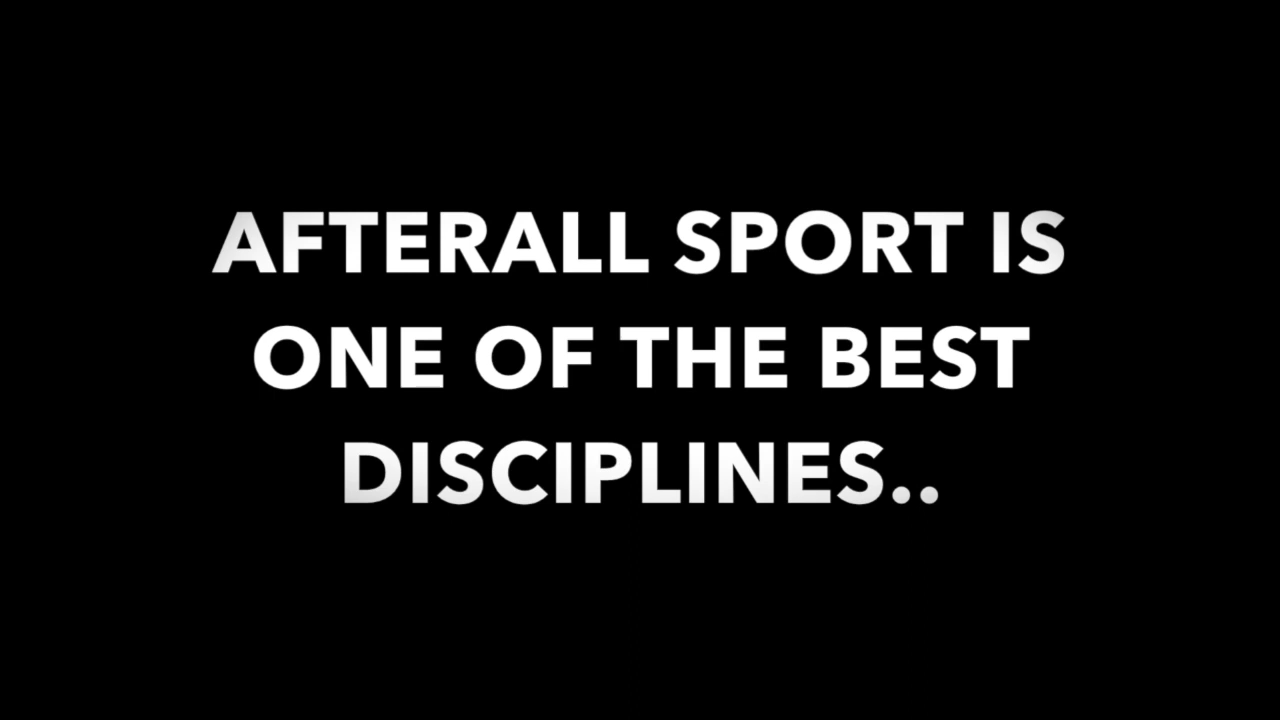 AFTERALL SPORT IS
ONE OF THE BEST
DISCIPLINES..